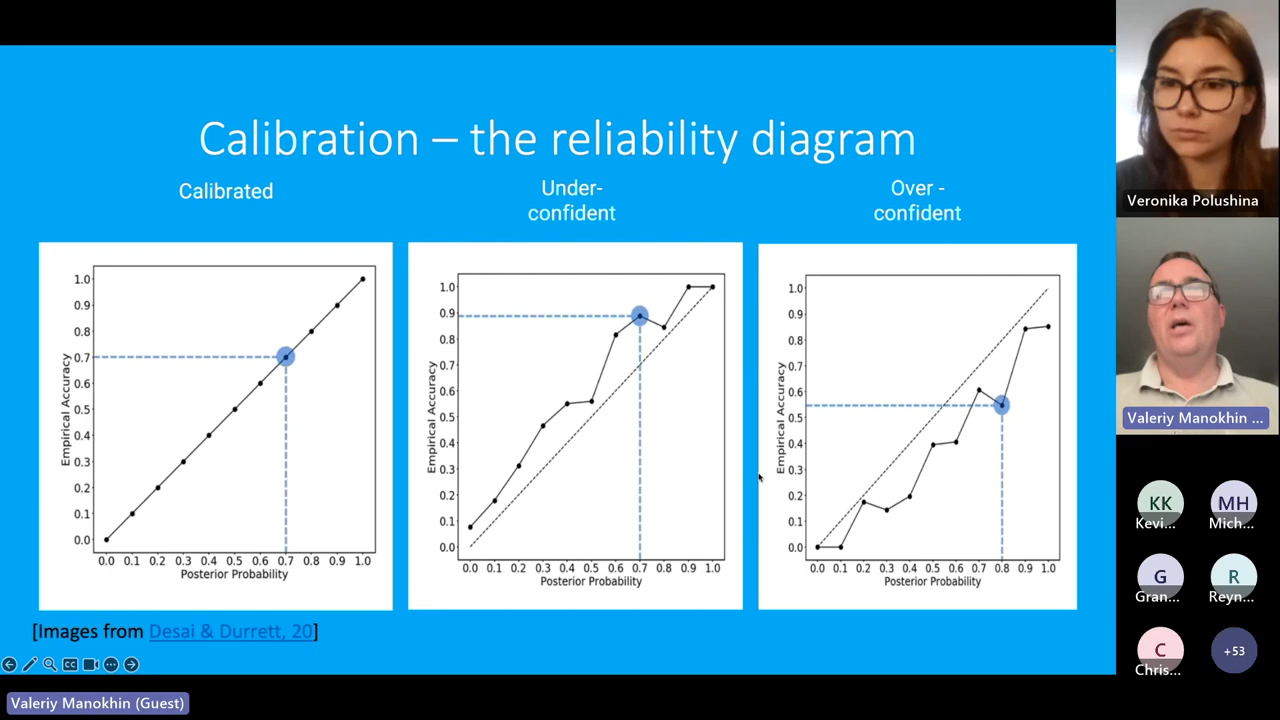 Calibration – the reliability diagram
Calibrated
Under-
confident
Over -
confident
Empirical Accuracy
1.0
0.9
0.8
0.7
0.6
0.5
0.4
0.3
0.2
0.1
0.0
0.0 0.1 0.2 0.3 0.4 0.5 0.6 0.7 0.8 0.9 1.0
Posterior Probability
Empirical Accuracy
1.0
0.9
0.8
0.7
0.6
0.5
0.4
0.3
0.2
0.1
0.0
0.0 0.1 0.2 0.3 0.4 0.5 0.6 0.7 0.8 0.9 1.0
Posterior Probability
Empirical Accuracy
1.0
0.9
0.8
0.7
0.6
0.5
0.4
0.3
0.2
0.1
0.0
0.0 0.1 0.2 0.3 0.4 0.5 0.6 0.7 0.8 0.9 1.0
Posterior Probability
[Images from Desai & Durrett, 20]
CC
Valeriy Manokhin (Guest)
Veronika Polushina
Valeriy Manokhin ...
KK
Kevi...
MH
Mich...
G
Gran...
R
Reyn...
C
Chris...
+53